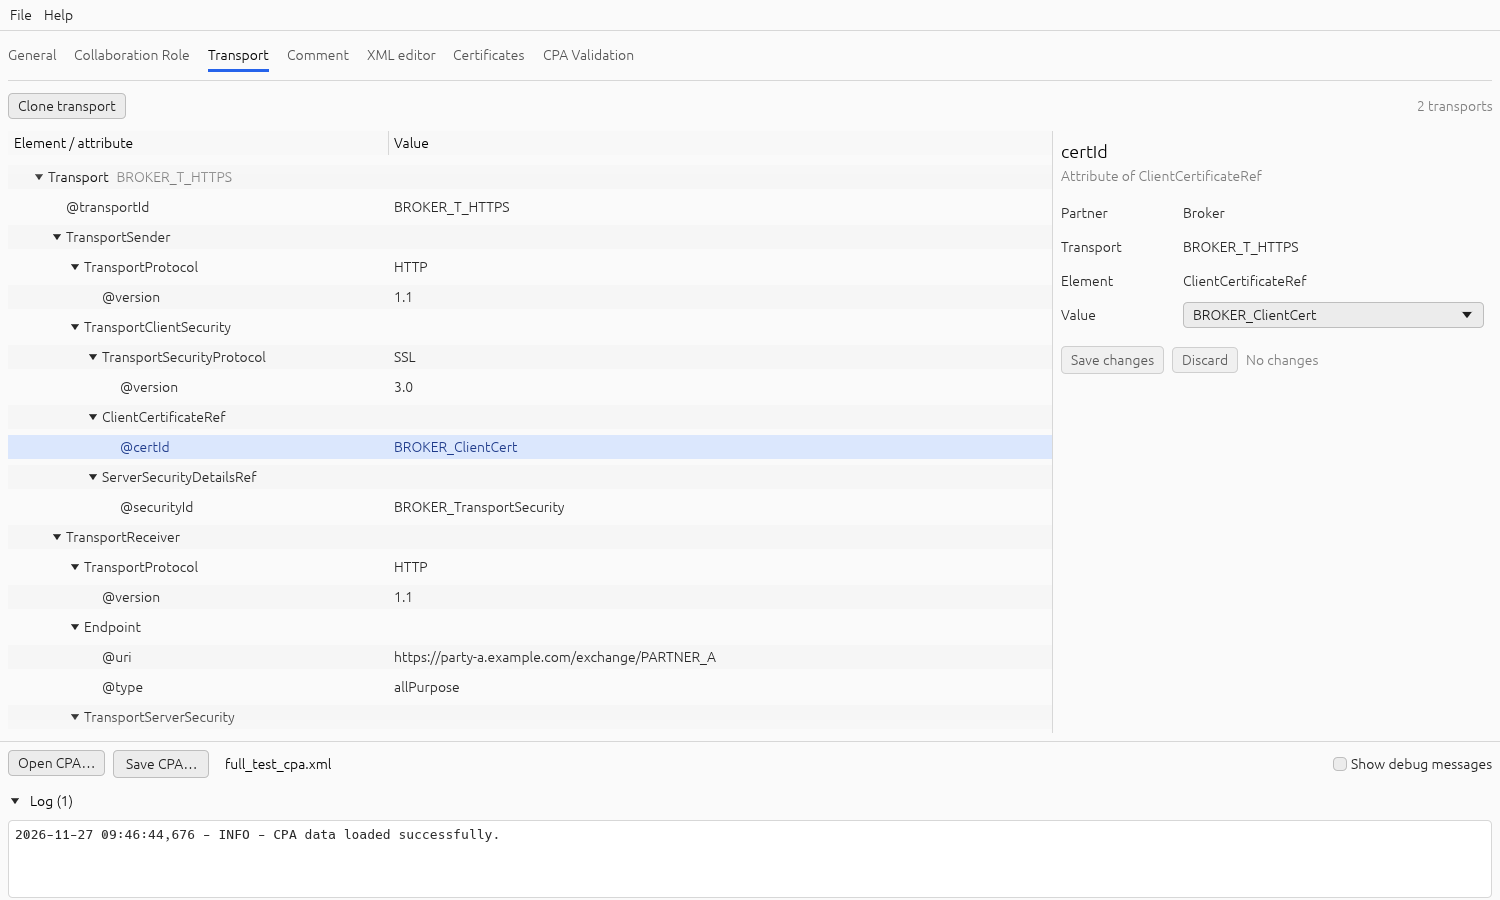 File Help
General Collaboration Role Transport Comment XML editor Certificates CPA Validation
Clone transport 2 transports
Element / attribute Value
Transport BROKER_T_HTTPS
@transportId BROKER_T_HTTPS
TransportSender
TransportProtocol HTTP
@version 1.1
TransportClientSecurity
TransportSecurityProtocol SSL
@version 3.0
ClientCertificateRef
@certId BROKER_ClientCert
ServerSecurityDetailsRef
@securityId BROKER_TransportSecurity
TransportReceiver
TransportProtocol HTTP
@version 1.1
Endpoint
@uri https://party-a.example.com/exchange/PARTNER_A
@type allPurpose
TransportServerSecurity
certId
Attribute of ClientCertificateRef
Partner Broker
Transport BROKER_T_HTTPS
Element ClientCertificateRef
Value BROKER_ClientCert
Save changes Discard No changes
Open CPA... Save CPA... full_test_cpa.xml Show debug messages
Log (1)
2026-11-27 09:46:44,676 - INFO - CPA data loaded successfully.